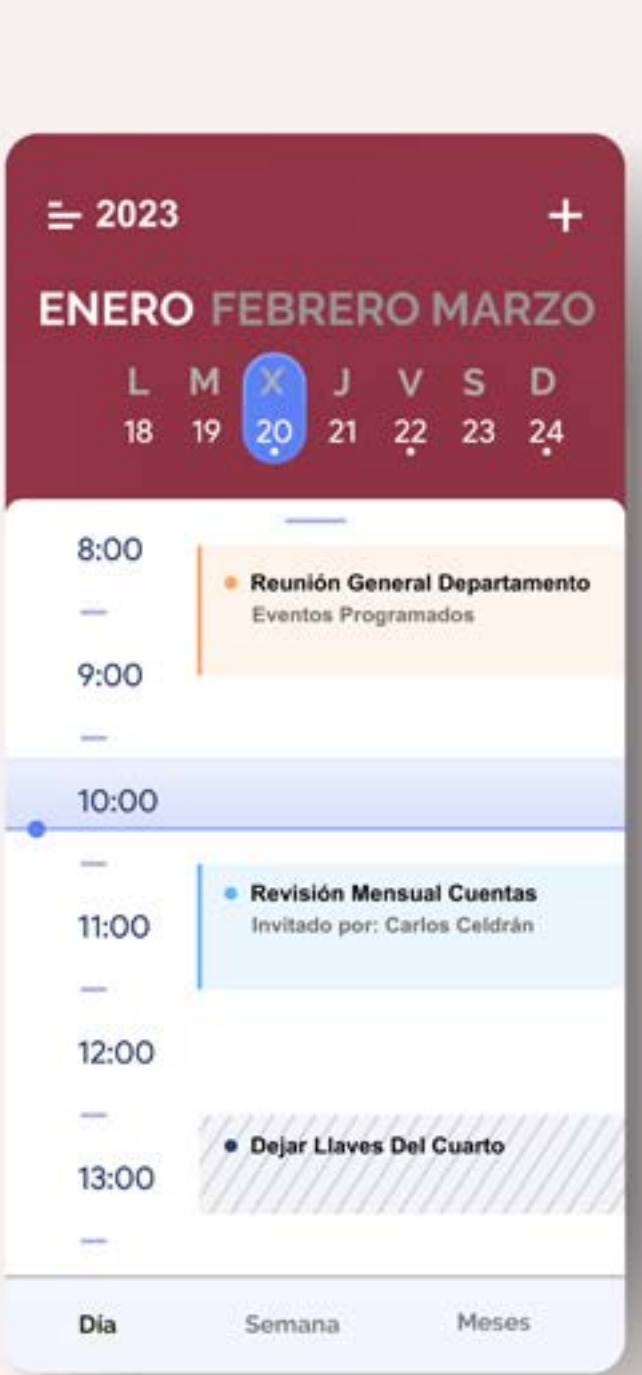 2023
ENERO FEBRERO MARZO
L M X J V S D
18 19 20 21 22 23 24
8:00
Reunión General Departamento
Eventos Programados
9:00
10:00
Revisión Mensual Cuentas
Invitado por: Carlos Celdrán
11:00
12:00
Dejar Llaves Del Cuarto
13:00
Día Semana Meses